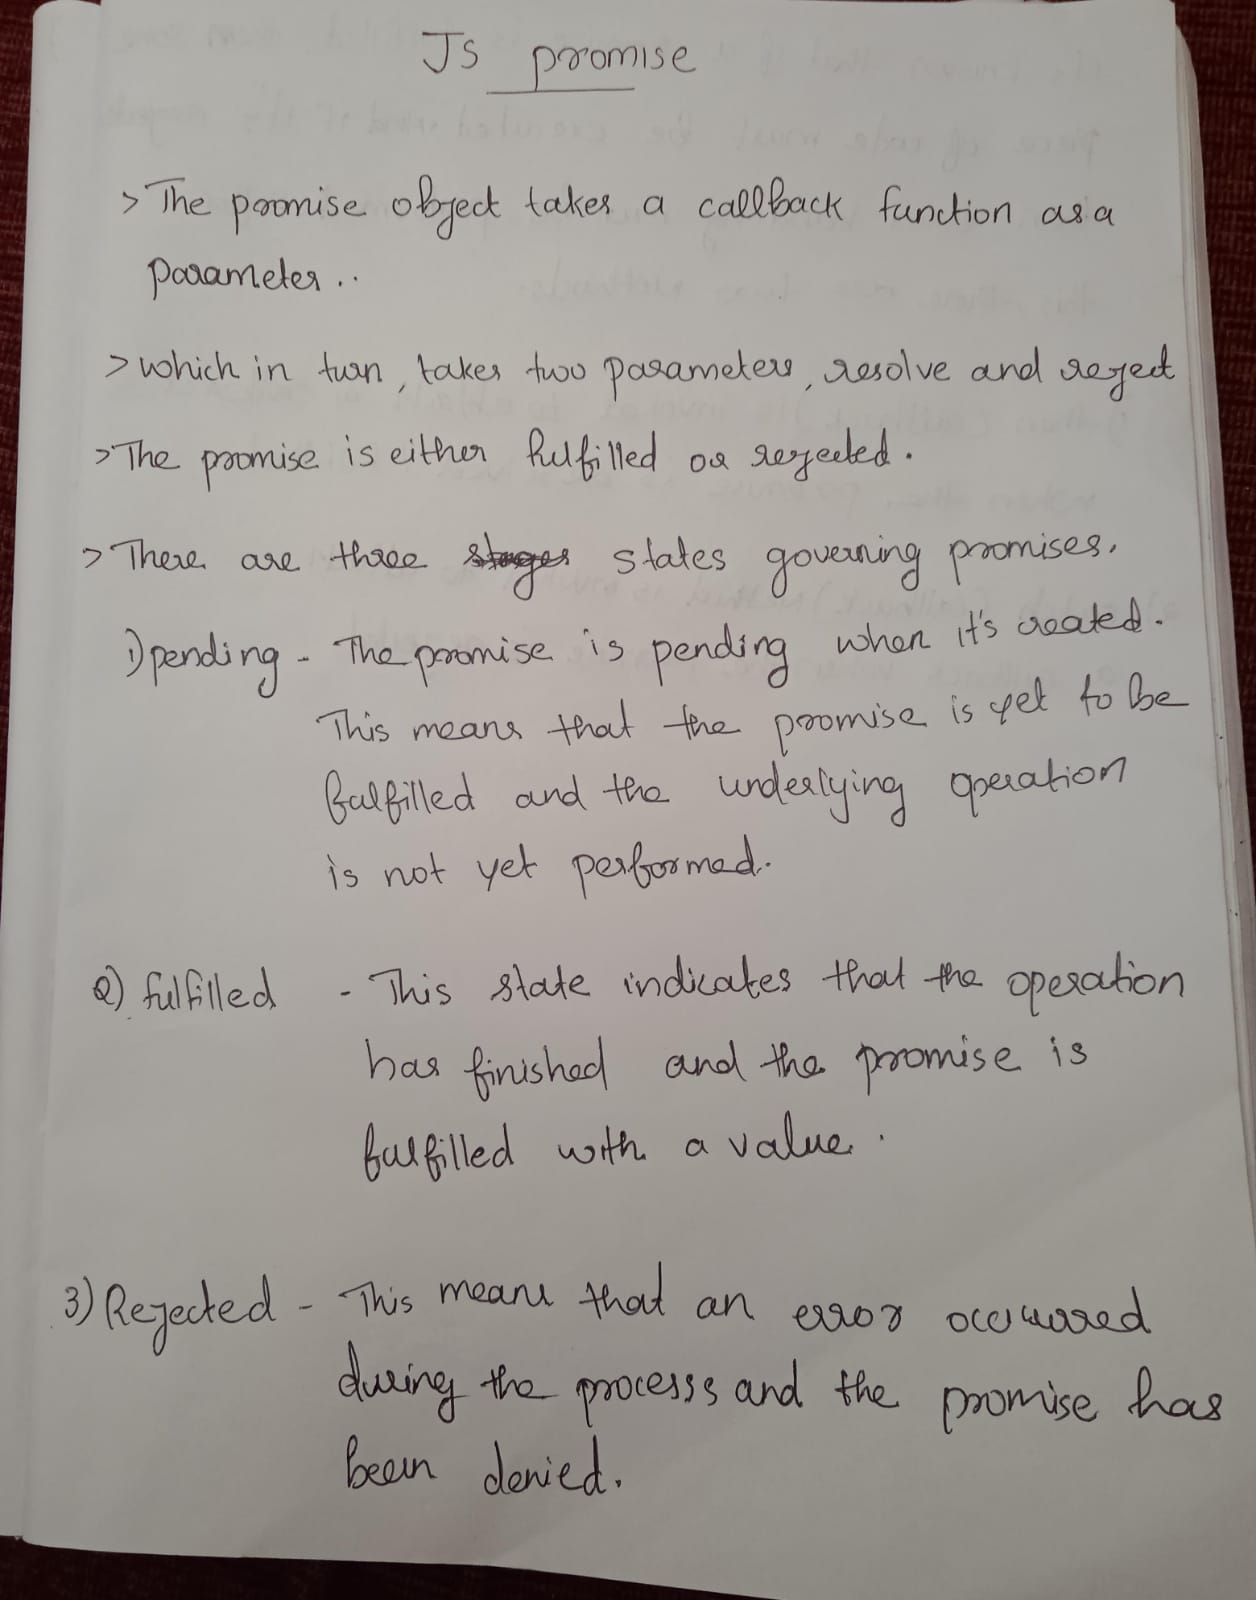 JS promise
> The promise object takes a callback function as a
parameter..
> which in turn, takes two parameters, resolve and reject
> The promise is either fulfilled or rejected.
> There are three stages states governing promises.
1) pending - The promise is pending when it's created.
This means that the promise is yet to be
fulfilled and the underlying operation
is not yet performed.
2) fulfilled - This state indicates that the operation
has finished and the promise is
fulfilled with a value.
3) Rejected - This means that an error occurred
during the processs and the promise has
been denied.